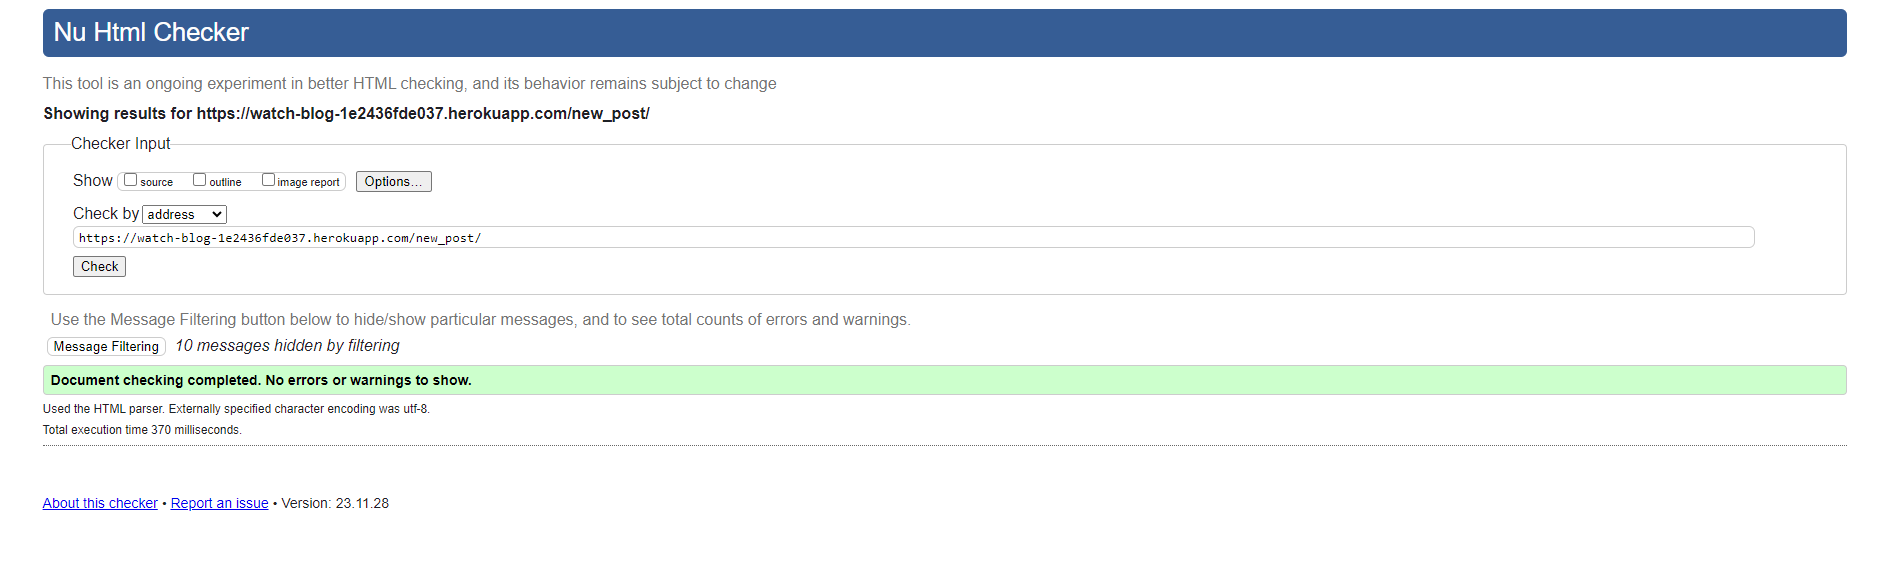 Nu Html Checker
This tool is an ongoing experiment in better HTML checking, and its behavior remains subject to change
Showing results for https://watch-blog-1e2436fde037.herokuapp.com/new_post/
Checker Input
Show source outline image report Options...
Check by address
https://watch-blog-1e2436fde037.herokuapp.com/new_post/
Check
Use the Message Filtering button below to hide/show particular messages, and to see total counts of errors and warnings.
Message Filtering 10 messages hidden by filtering
Document checking completed. No errors or warnings to show.
Used the HTML parser. Externally specified character encoding was utf-8.
Total execution time 370 milliseconds.
About this checker • Report an issue • Version: 23.11.28